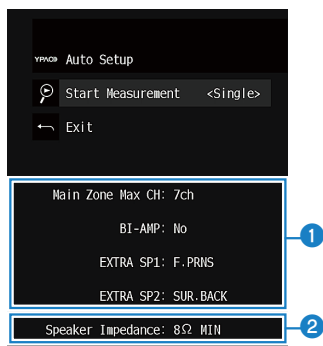 YPAO Auto Setup
Start Measurement <Single>
Exit
Main Zone Max CH: 7ch
BI-AMP: No
1
EXTRA SP1: F.PRNS
EXTRA SP2: SUR.BACK
Speaker Impedance: 8Ω MIN 2